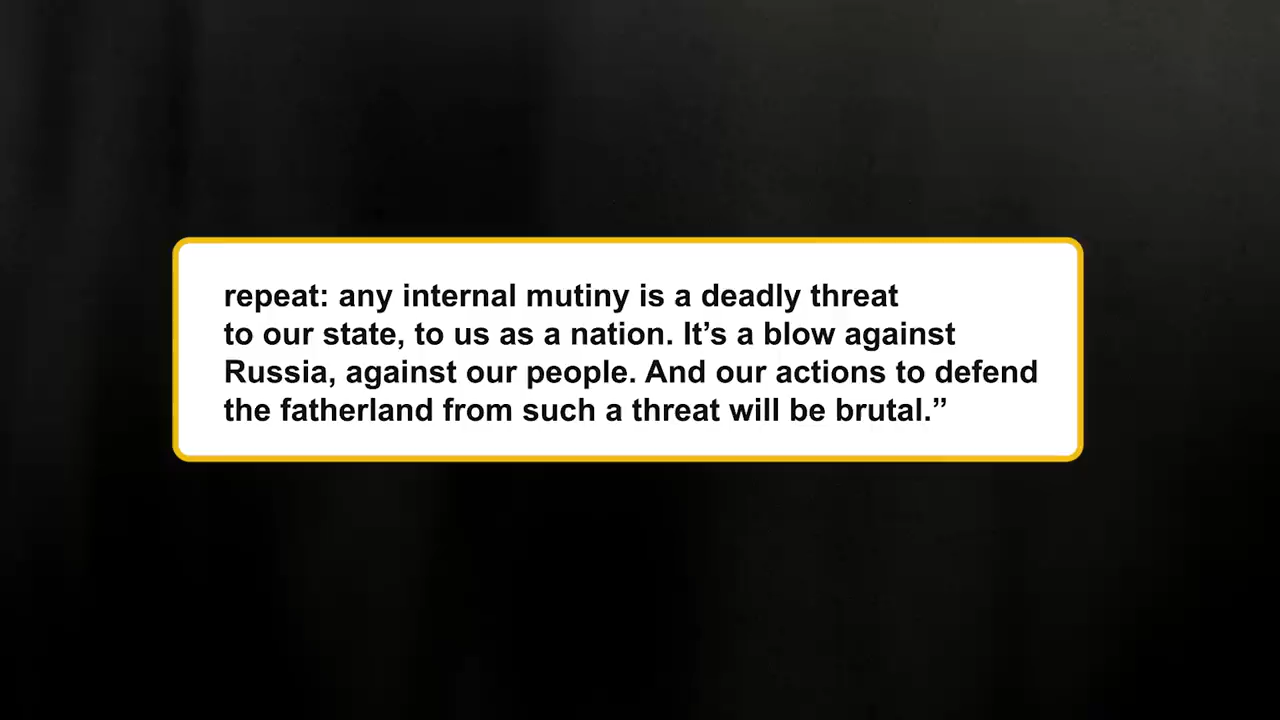 repeat: any internal mutiny is a deadly threat
to our state, to us as a nation. It’s a blow against
Russia, against our people. And our actions to defend
the fatherland from such a threat will be brutal.”